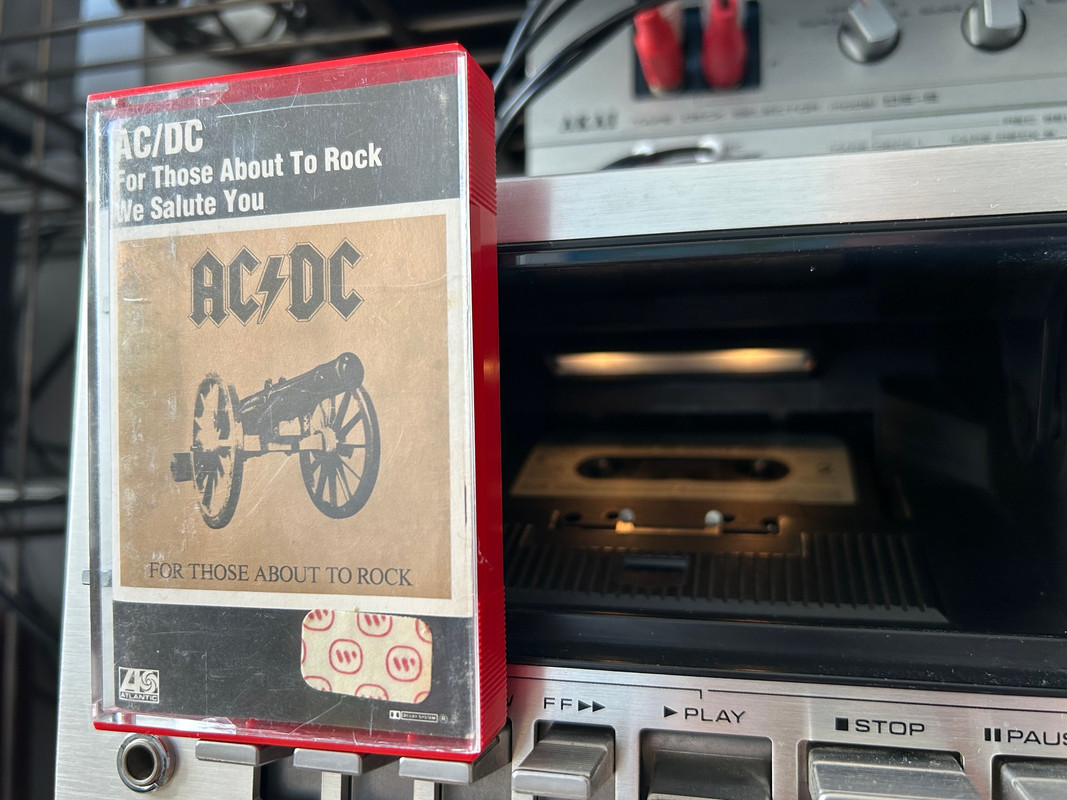 AC/DC
For Those About To Rock
We Salute You
AC DC
FOR THOSE ABOUT TO ROCK
ATLANTIC
AKAI
FF
PLAY
STOP
PAUS